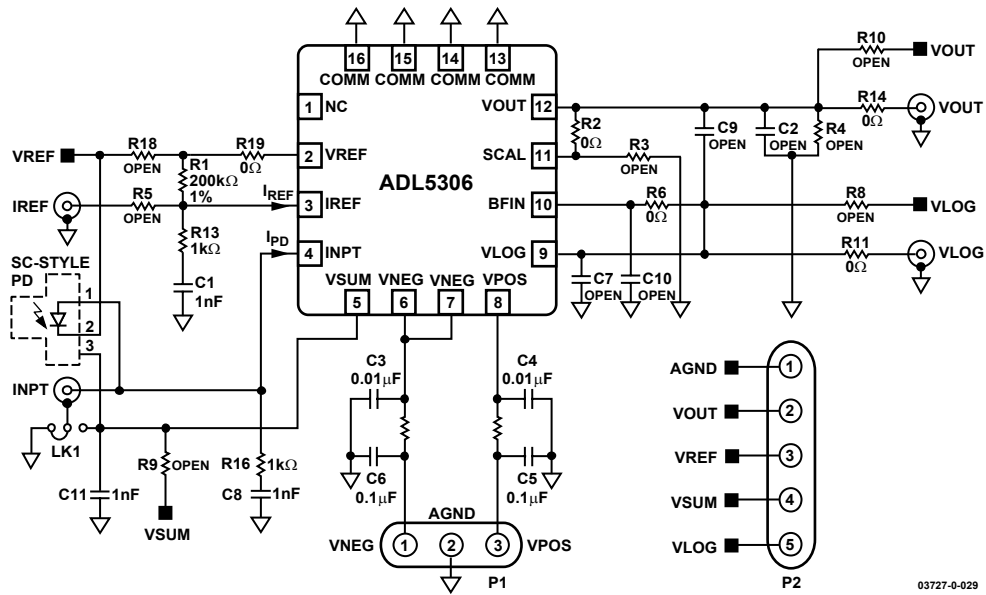 16 15 14 13
COMM COMM COMM COMM
1 NC
VOUT 12
R10
OPEN
VOUT
R14
0Ω
VOUT
R2
0Ω
C9
OPEN
C2
OPEN
R4
OPEN
VREF
R18
OPEN
R19
0Ω
2 VREF
SCAL 11
R3
OPEN
R1
200kΩ
1%
ADL5306
IREF
R5
OPEN
IREF
3 IREF
BFIN 10
R6
0Ω
R8
OPEN
VLOG
R13
1kΩ
IPD
4 INPT
VLOG 9
R11
0Ω
VLOG
SC-STYLE
PD
1
2
3
C1
1nF
VSUM VNEG VNEG VPOS
5 6 7 8
C7
OPEN
C10
OPEN
C3
0.01μF
C4
0.01μF
INPT
LK1
R9 OPEN
R16 1kΩ
C6
0.1μF
C5
0.1μF
C11 1nF
C8 1nF
VSUM
AGND
VNEG 1 2 3 VPOS
P1
AGND 1
VOUT 2
VREF 3
VSUM 4
VLOG 5
P2
03727-0-029